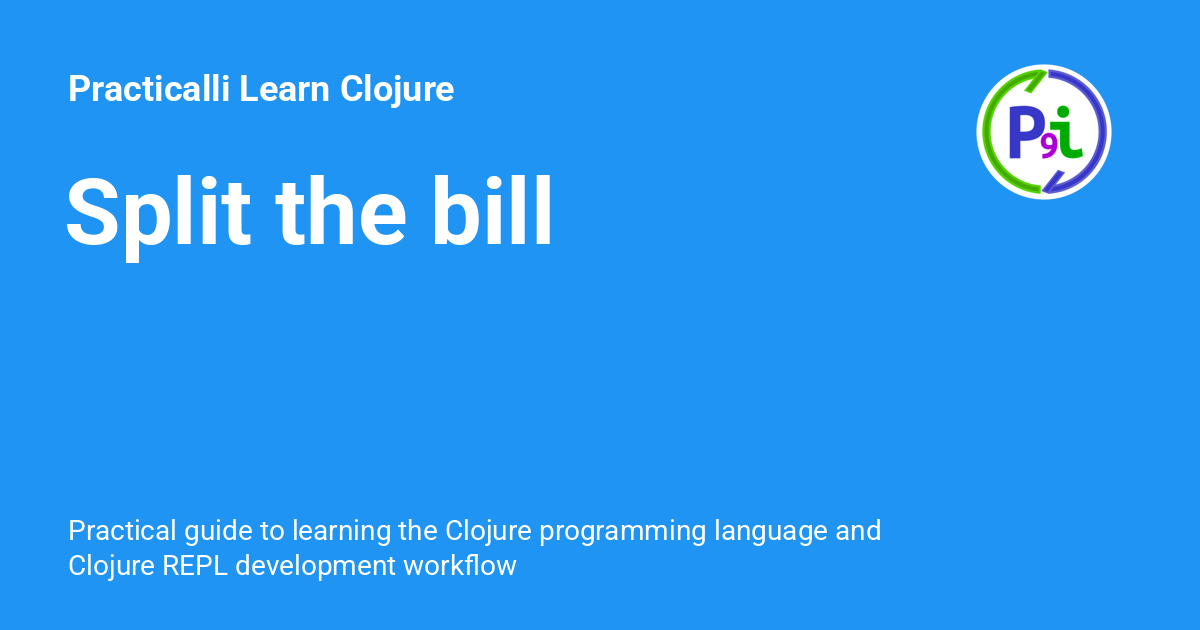 Practicalli Learn Clojure
Split the bill
Practical guide to learning the Clojure programming language and
Clojure REPL development workflow
P9i